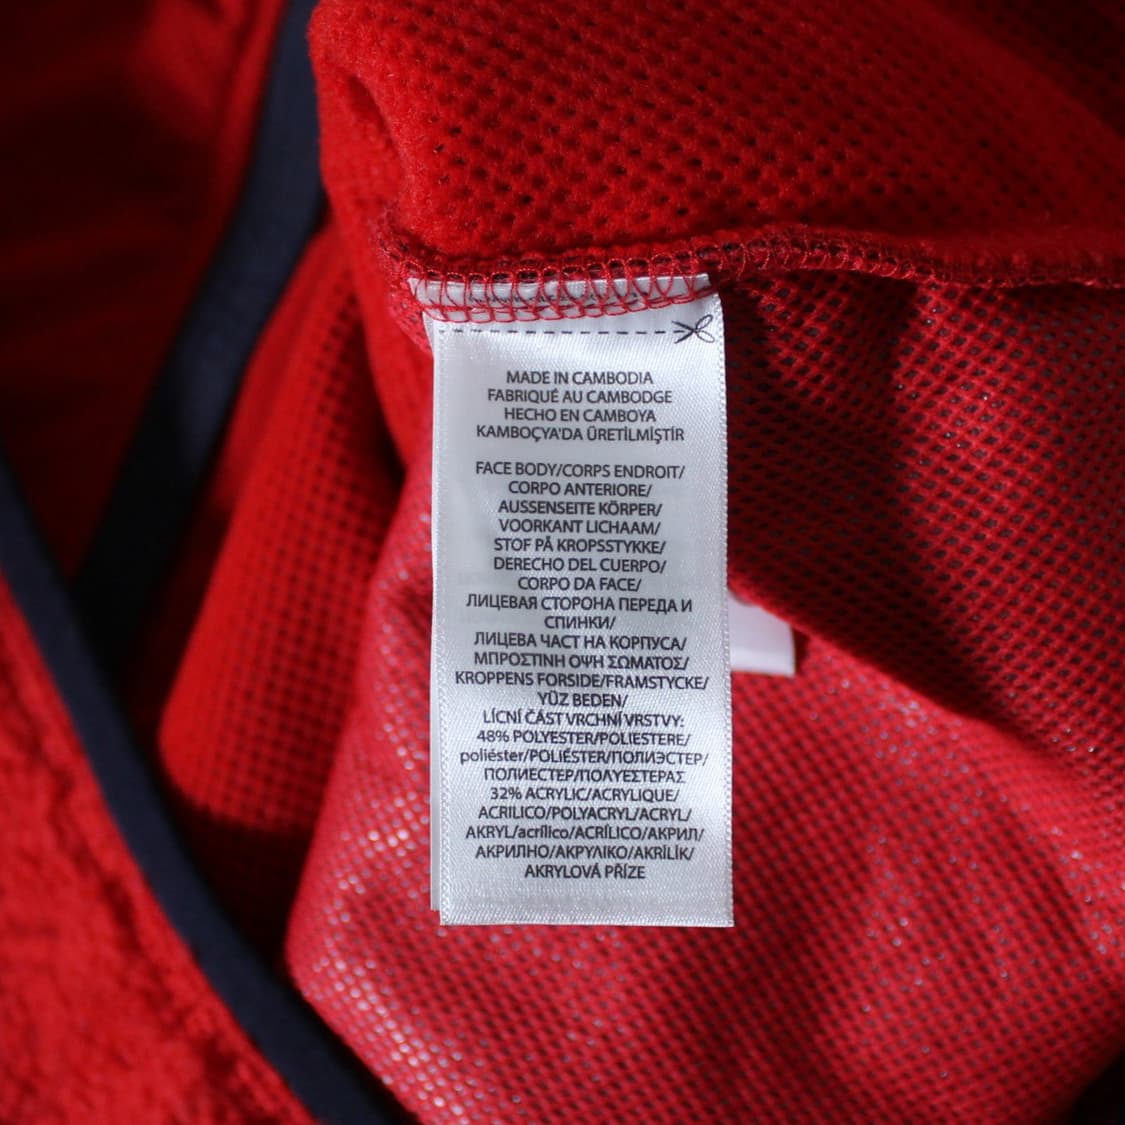 MADE IN CAMBODIA
FABRIQUÉ AU CAMBODGE
HECHO EN CAMBOYA
KAMBOÇYA'DA ÜRETİLMİŞTİR
FACE BODY/CORPS ENDROIT/
CORPO ANTERIORE/
AUSSENSEITE KÖRPER/
VOORKANT LICHAAM/
STOF PÅ KROPSSTYKKE/
DERECHO DEL CUERPO/
CORPO DA FACE/
ЛИЦЕВАЯ СТОРОНА ПЕРЕДА И
СПИНКИ/
ЛИЦЕВА ЧАСТ НА КОРПУСА/
ΜΠΡΟΣΤΙΝΗ ΟΨΗ ΣΩΜΑΤΟΣ/
KROPPENS FORSIDE/FRAMSTYCKE/
YÜZ BEDEN/
LÍCNÍ ČÁST VRCHNÍ VRSTVY:
48% POLYESTER/POLIESTERE/
poliéster/POLIÉSTER/ПОЛИЭСТЕР/
ПОЛИЕСТЕР/ΠΟΛΥΕΣΤΕΡΑΣ
32% ACRYLIC/ACRYLIQUE/
ACRILICO/POLYACRYL/ACRYL/
AKRYL/acrílico/ACRÍLICO/АКРИЛ/
АКРИЛНО/ΑΚΡΥΛΙΚΟ/AKRİLİK/
AKRYLOVÁ PŘÍZE